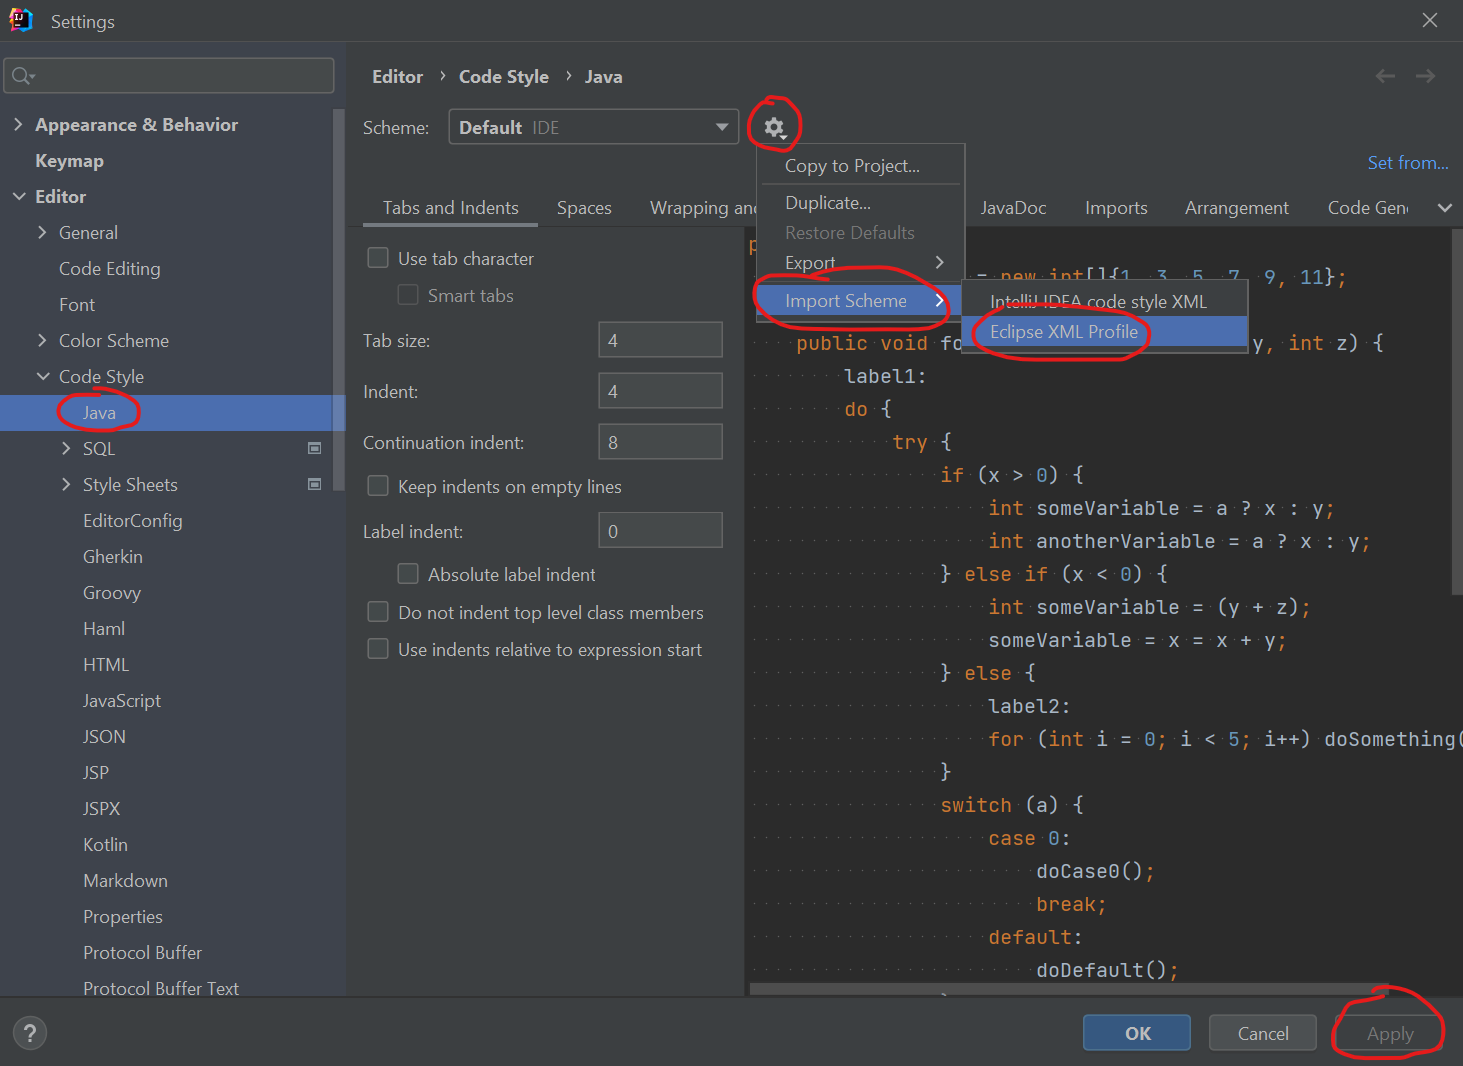 Settings
Editor › Code Style › Java
Scheme: Default IDE
Set from...
Appearance & Behavior
Keymap
Editor
General
Code Editing
Font
Color Scheme
Code Style
Java
SQL
Style Sheets
EditorConfig
Gherkin
Groovy
Haml
HTML
JavaScript
JSON
JSP
JSPX
Kotlin
Markdown
Properties
Protocol Buffer
Protocol Buffer Text
Copy to Project...
Duplicate...
Restore Defaults
Export
Import Scheme
IntelliJ IDEA code style XML
Eclipse XML Profile
Tabs and Indents Spaces Wrapping and JavaDoc Imports Arrangement Code Gene
Use tab character
Smart tabs
Tab size: 4
Indent: 4
Continuation indent: 8
Keep indents on empty lines
Label indent: 0
Absolute label indent
Do not indent top level class members
Use indents relative to expression start
= new int[]{1, 3, 5, 7, 9, 11};
public void fo y, int z) {
label1:
do {
try {
if (x > 0) {
int someVariable = a ? x : y;
int anotherVariable = a ? x : y;
} else if (x < 0) {
int someVariable = (y + z);
someVariable = x = x + y;
} else {
label2:
for (int i = 0; i < 5; i++) doSomething(
}
switch (a) {
case 0:
doCase0();
break;
default:
doDefault();
?
OK Cancel Apply